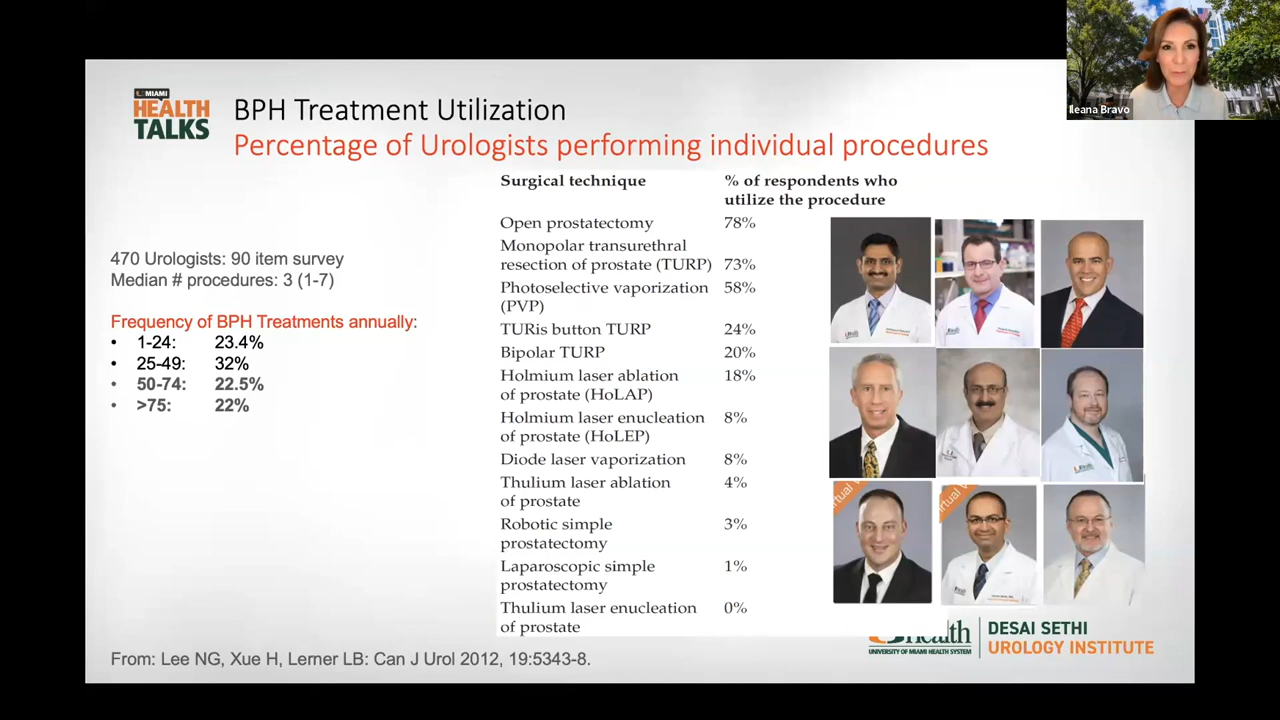 Ileana Bravo
MIAMI
HEALTH
TALKS
BPH Treatment Utilization
Percentage of Urologists performing individual procedures
470 Urologists: 90 item survey
Median # procedures: 3 (1-7)
Frequency of BPH Treatments annually:
• 1-24: 23.4%
• 25-49: 32%
• 50-74: 22.5%
• >75: 22%
Surgical technique % of respondents who
utilize the procedure
Open prostatectomy 78%
Monopolar transurethral
resection of prostate (TURP) 73%
Photoselective vaporization 58%
(PVP)
TURis button TURP 24%
Bipolar TURP 20%
Holmium laser ablation 18%
of prostate (HoLAP)
Holmium laser enucleation 8%
of prostate (HoLEP)
Diode laser vaporization 8%
Thulium laser ablation 4%
of prostate
Robotic simple 3%
prostatectomy
Laparoscopic simple 1%
prostatectomy
Thulium laser enucleation 0%
of prostate
UNIVERSITY OF MIAMI HEALTH SYSTEM
DESAI SETHI
UROLOGY INSTITUTE
From: Lee NG, Xue H, Lerner LB: Can J Urol 2012, 19:5343-8.